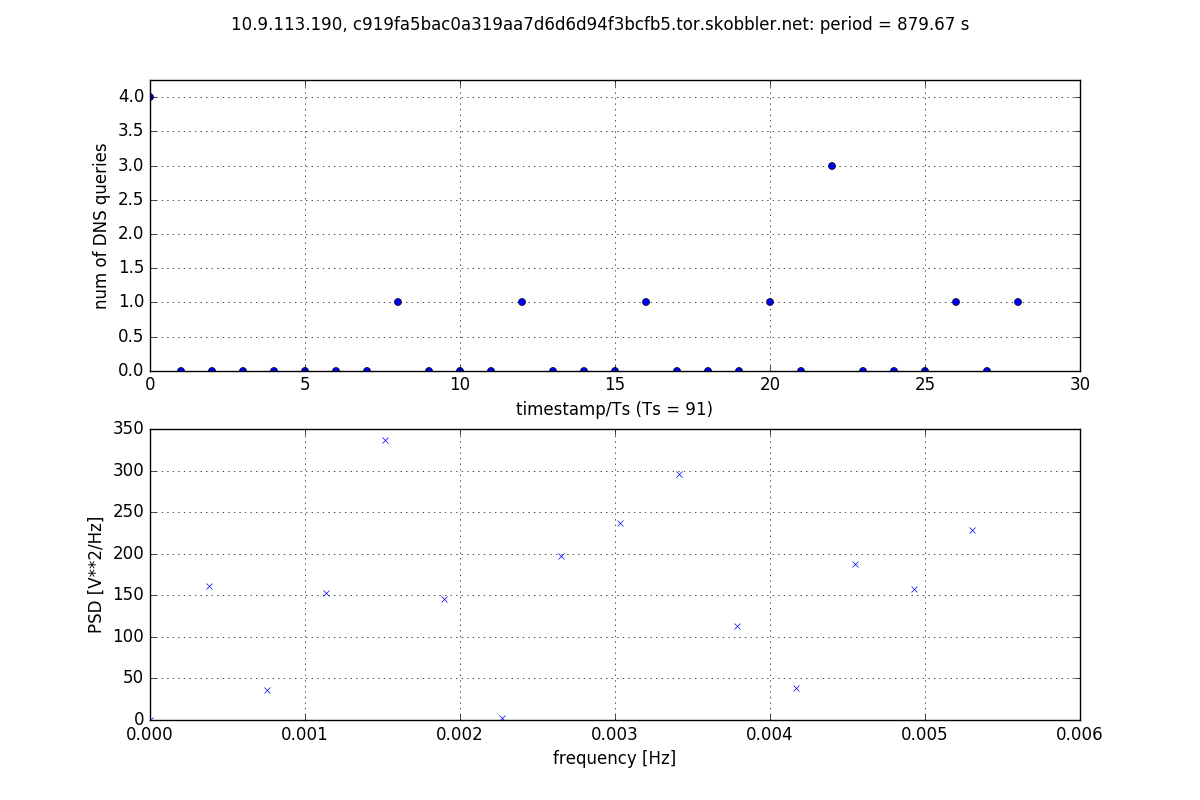 10.9.113.190, c919fa5bac0a319aa7d6d6d94f3bcfb5.tor.skobbler.net: period = 879.67 s
num of DNS queries
4.0
3.5
3.0
2.5
2.0
1.5
1.0
0.5
0.0
0 5 10 15 20 25 30
timestamp/Ts (Ts = 91)
PSD [V**2/Hz]
350
300
250
200
150
100
50
0
0.000 0.001 0.002 0.003 0.004 0.005 0.006
frequency [Hz]